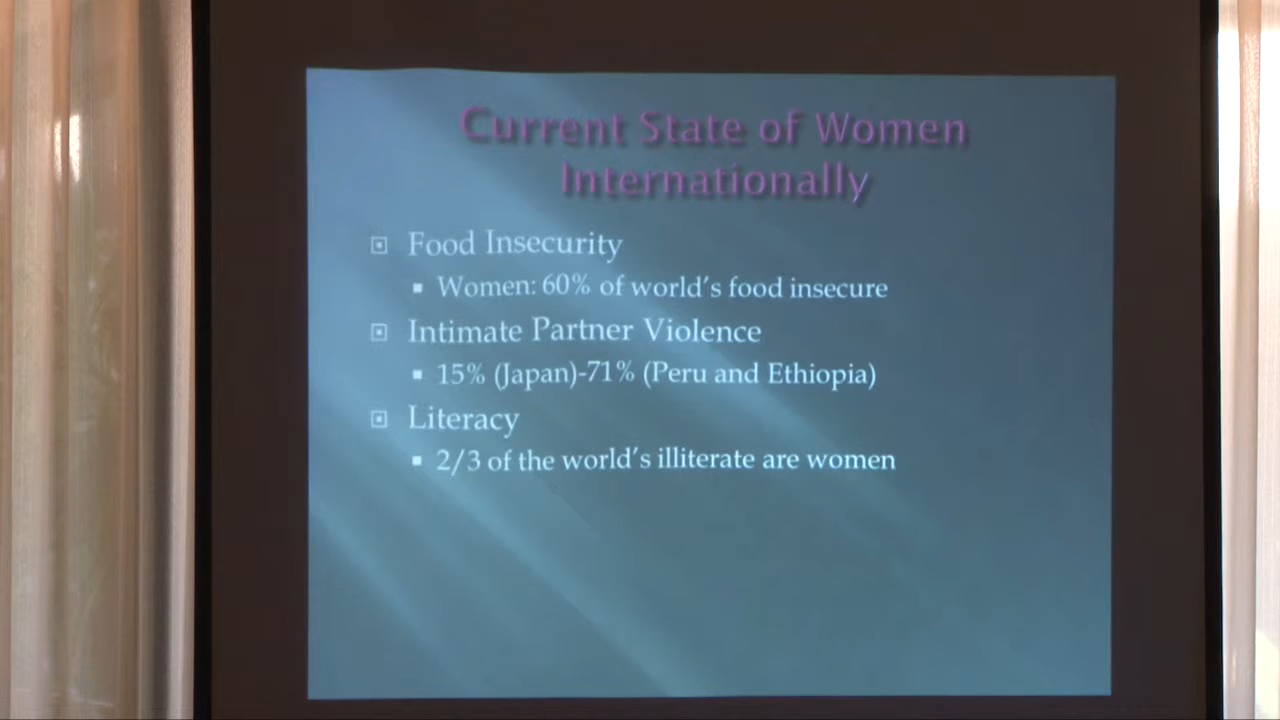 Current State of Women
Internationally
Food Insecurity
Women: 60% of world's food insecure
Intimate Partner Violence
15% (Japan)-71% (Peru and Ethiopia)
Literacy
2/3 of the world's illiterate are women